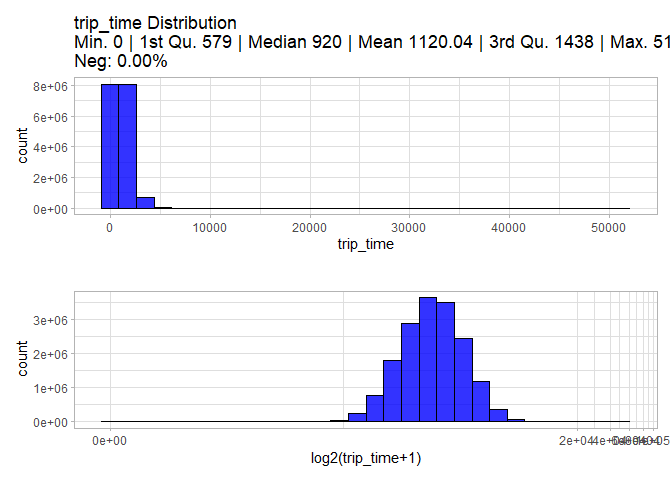 trip_time Distribution
Min. 0 | 1st Qu. 579 | Median 920 | Mean 1120.04 | 3rd Qu. 1438 | Max. 51
Neg: 0.00%
8e+06
6e+06
4e+06
2e+06
0e+00
count
0 10000 20000 30000 40000 50000
trip_time
3e+06
2e+06
1e+06
0e+00
count
0e+00 2e+04 4e+04
log2(trip_time+1)